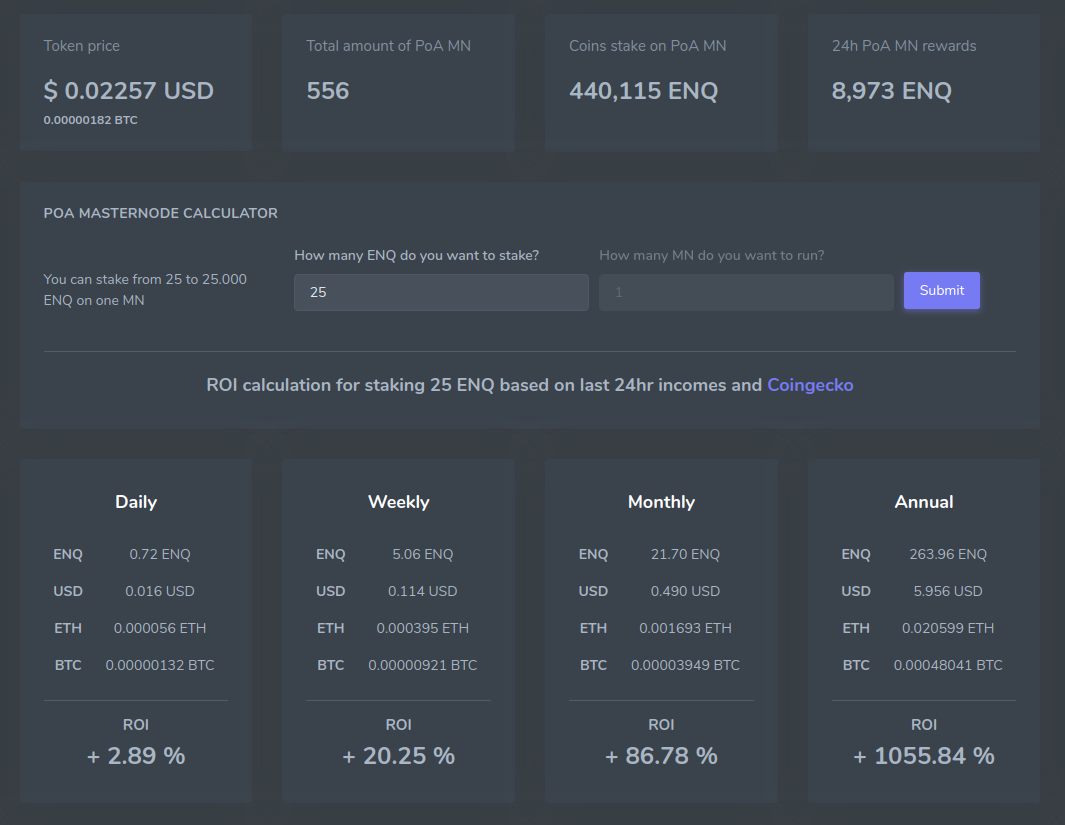 Token price
$ 0.02257 USD
0.00000182 BTC
Total amount of PoA MN
556
Coins stake on PoA MN
440,115 ENQ
24h PoA MN rewards
8,973 ENQ
POA MASTERNODE CALCULATOR
You can stake from 25 to 25.000
ENQ on one MN
How many ENQ do you want to stake?
25
How many MN do you want to run?
1
Submit
ROI calculation for staking 25 ENQ based on last 24hr incomes and Coingecko
Daily
ENQ 0.72 ENQ
USD 0.016 USD
ETH 0.000056 ETH
BTC 0.00000132 BTC
ROI
+ 2.89 %
Weekly
ENQ 5.06 ENQ
USD 0.114 USD
ETH 0.000395 ETH
BTC 0.00000921 BTC
ROI
+ 20.25 %
Monthly
ENQ 21.70 ENQ
USD 0.490 USD
ETH 0.001693 ETH
BTC 0.00003949 BTC
ROI
+ 86.78 %
Annual
ENQ 263.96 ENQ
USD 5.956 USD
ETH 0.020599 ETH
BTC 0.00048041 BTC
ROI
+ 1055.84 %